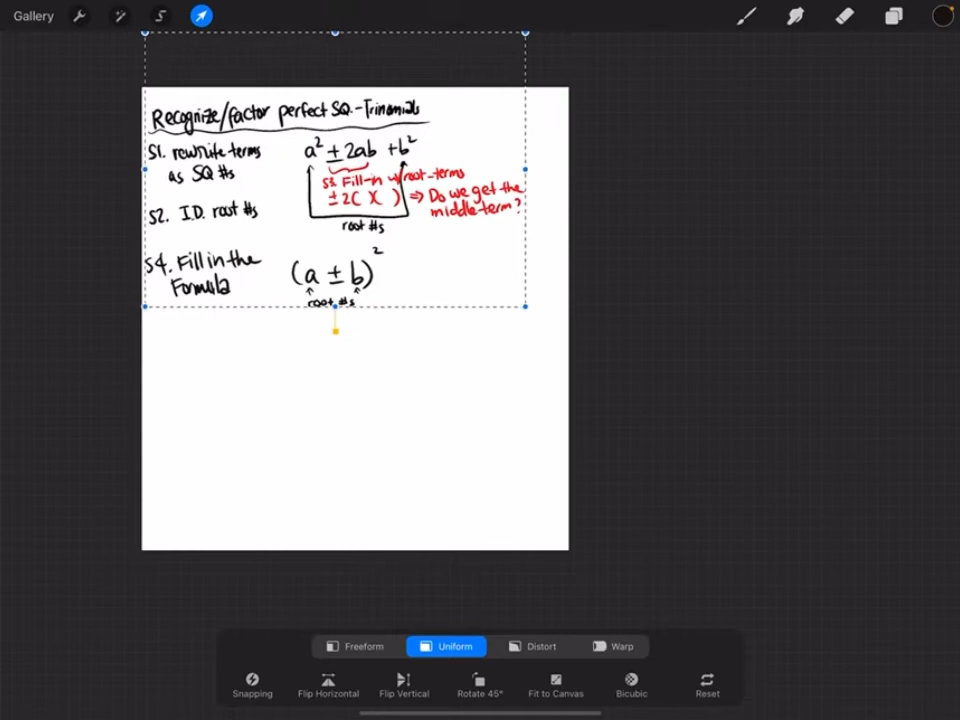 Gallery
Recognize/factor perfect SQ.-Trinomials
S1. rewrite terms
as SQ #s
a² ± 2ab + b²
S3. Fill-in w/root-terms
±2( )( ) ⇒ Do we get the
middle-term?
S2. I.D. root #s
root #s
S4. Fill in the
Formula
(a ± b)²
root #s
Freeform
Uniform
Distort
Warp
Snapping
Flip Horizontal
Flip Vertical
Rotate 45°
Fit to Canvas
Bicubic
Reset